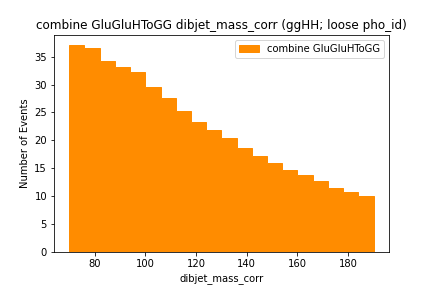 combine GluGluHToGG dibjet_mass_corr (ggHH; loose pho_id)
combine GluGluHToGG
Number of Events
35
30
25
20
15
10
5
0
80 100 120 140 160 180
dibjet_mass_corr